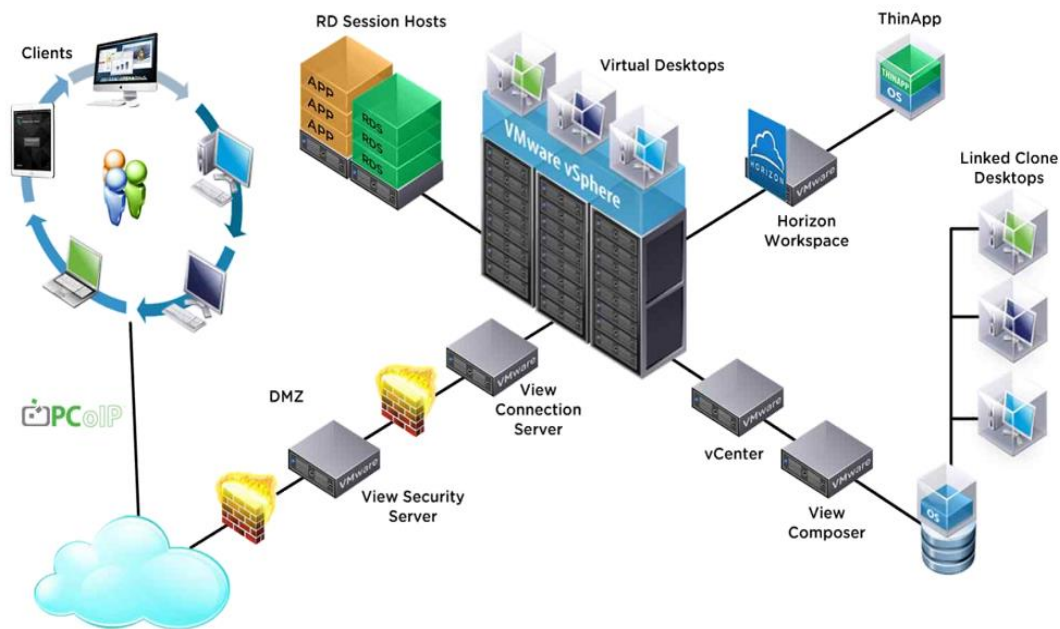 Clients
RD Session Hosts
APP
APP
APP
RDS
RDS
RDS
Virtual Desktops
VMware vSphere
ThinApp
THINAPP
OS
HORIZON
VMware
Horizon
Workspace
Linked Clone
Desktops
PCoIP
DMZ
VMware
View Security
Server
VMware
View
Connection
Server
VMware
vCenter
VMware
View
Composer
OS